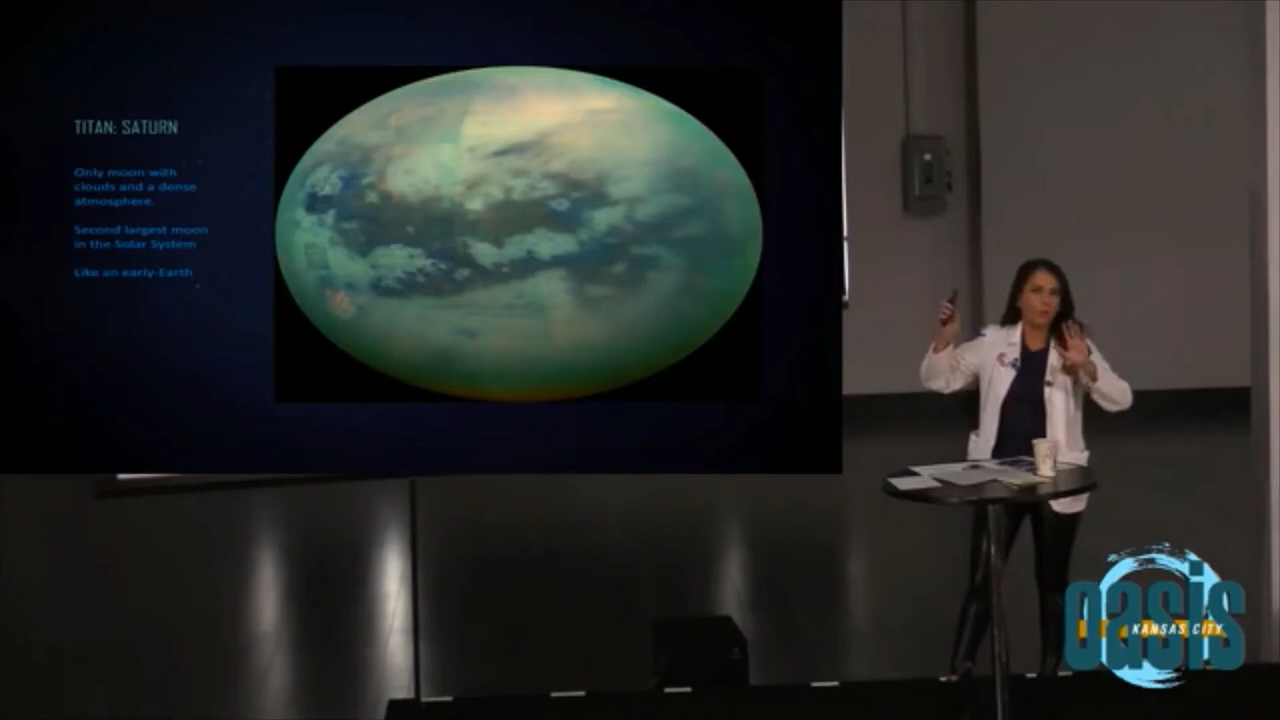 TITAN: SATURN
Only moon with
clouds and a dense
atmosphere.
Second largest moon
in the Solar System
Like an early-Earth
oasis
KANSAS CITY